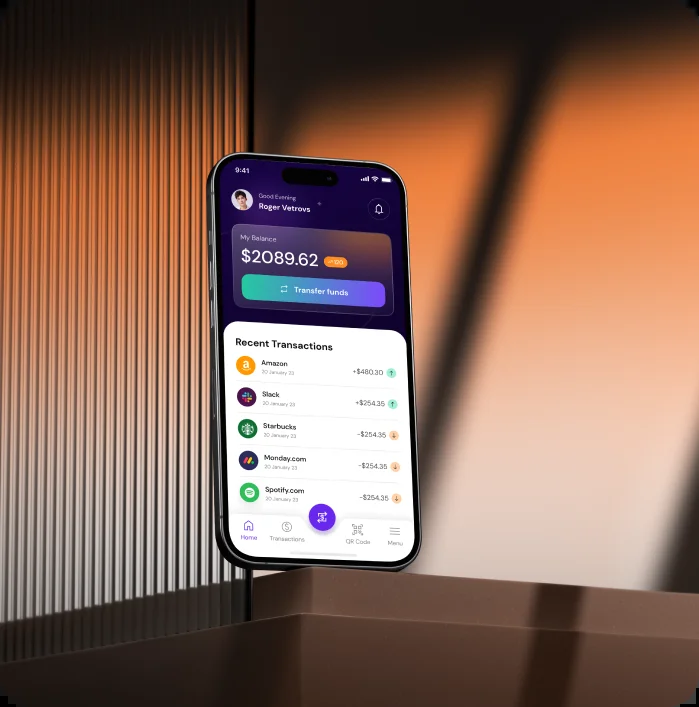 9:41
Good Evening
Roger Vetrovs
My Balance
$2089.62
Transfer funds
Recent Transactions
Amazon
20 January 23
+$480.30
Slack
20 January 23
+$254.35
Starbucks
20 January 23
-$254.35
Monday.com
20 January 23
-$254.35
Spotify.com
20 January 23
-$254.35
Home
Transactions
QR Code
Menu